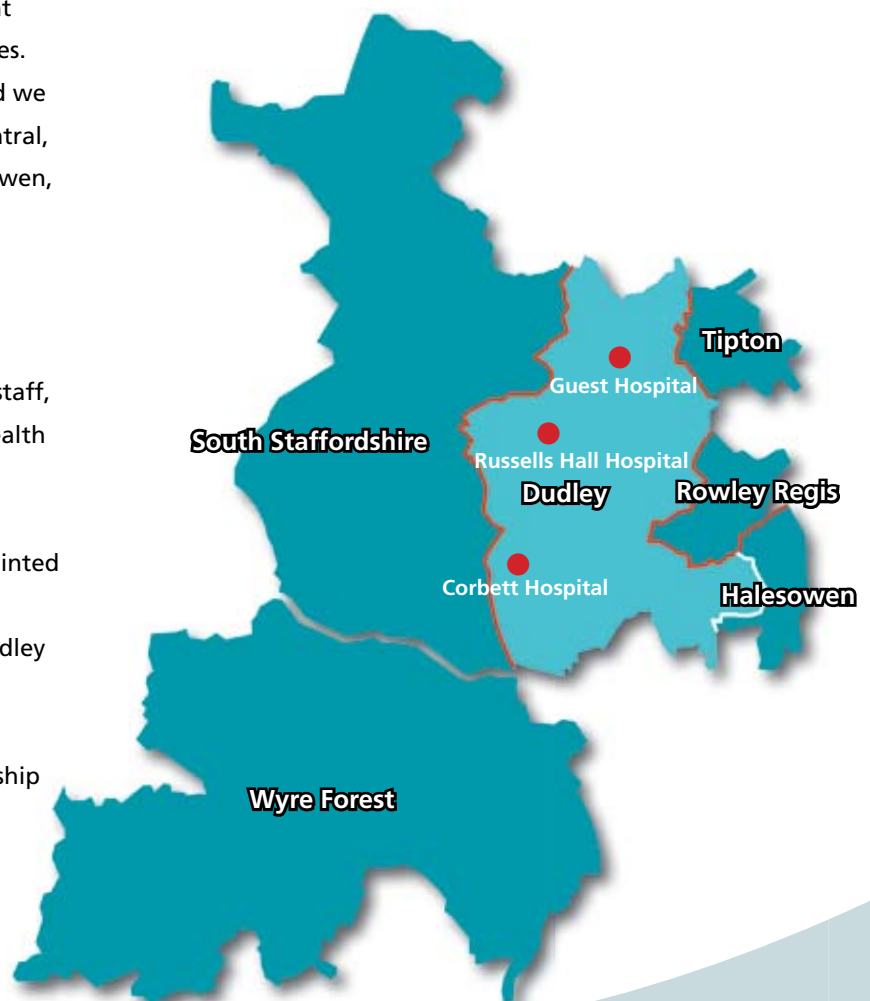 t
es.
d we
tral,
wen,
staff,
alth
inted
dley
ship
Tipton
Guest Hospital
South Staffordshire
Russells Hall Hospital
Dudley
Rowley Regis
Corbett Hospital
Halesowen
Wyre Forest